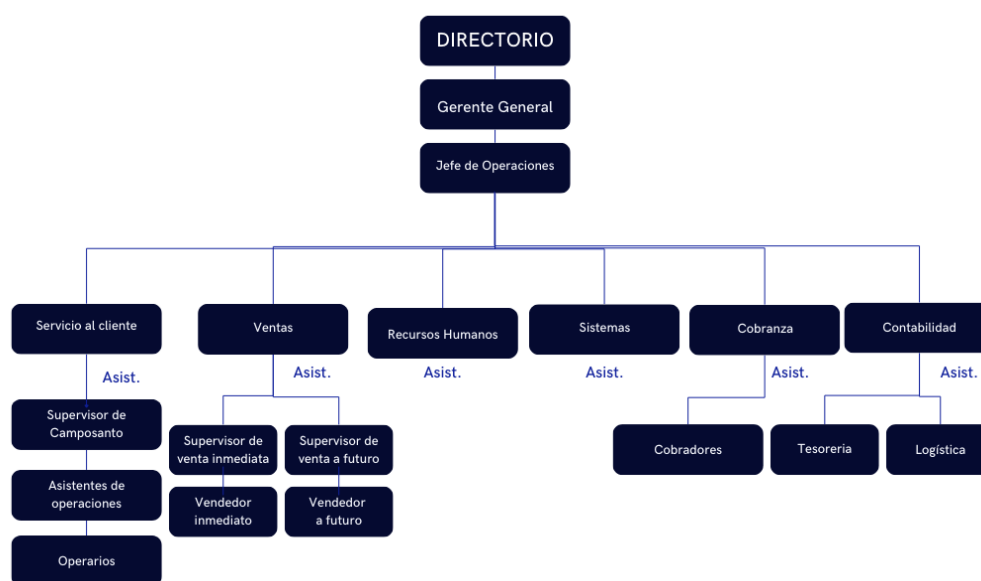 DIRECTORIO
Gerente General
Jefe de Operaciones
Servicio al cliente
Ventas
Recursos Humanos
Sistemas
Cobranza
Contabilidad
Asist.
Asist.
Asist.
Asist.
Asist.
Asist.
Supervisor de
Camposanto
Supervisor de
venta inmediata
Supervisor de
venta a futuro
Cobradores
Tesoreria
Logística
Asistentes de
operaciones
Vendedor
inmediato
Vendedor
a futuro
Operarios